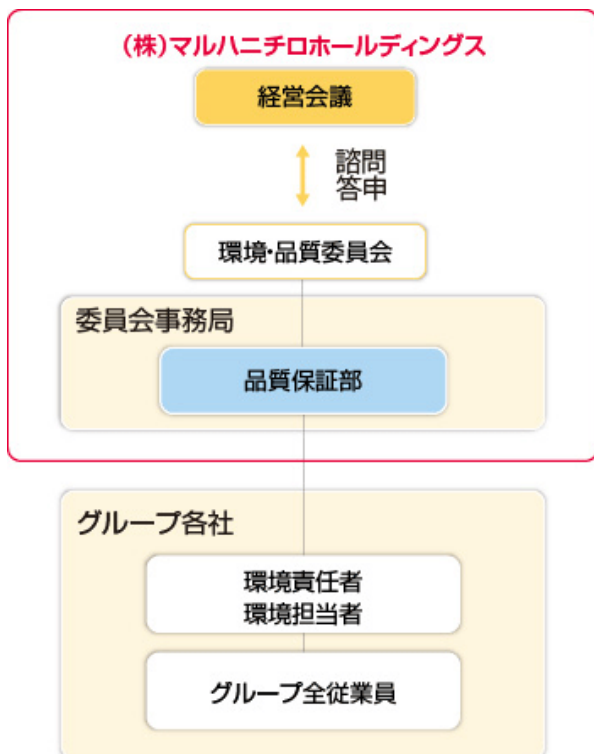 (株)マルハニチロホールディングス
経営会議
諮問
答申
環境・品質委員会
委員会事務局
品質保証部
グループ各社
環境責任者
環境担当者
グループ全従業員